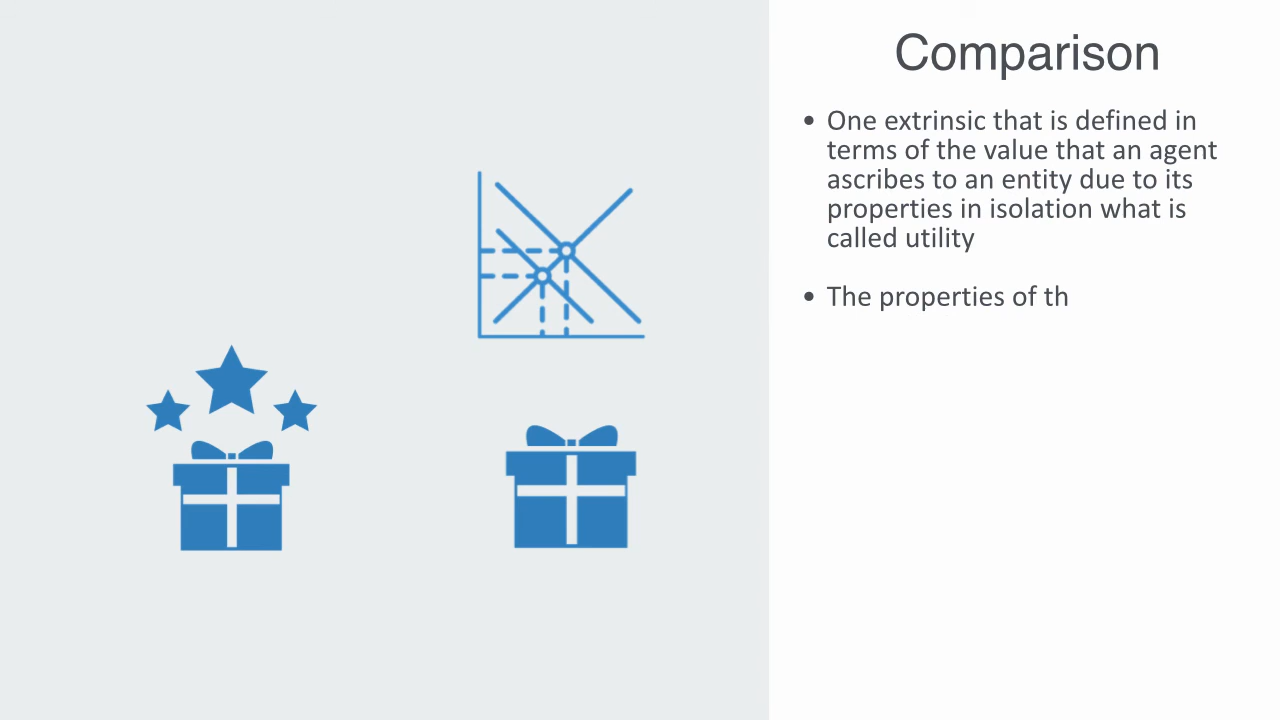 Comparison
• One extrinsic that is defined in
terms of the value that an agent
ascribes to an entity due to its
properties in isolation what is
called utility
• The properties of th